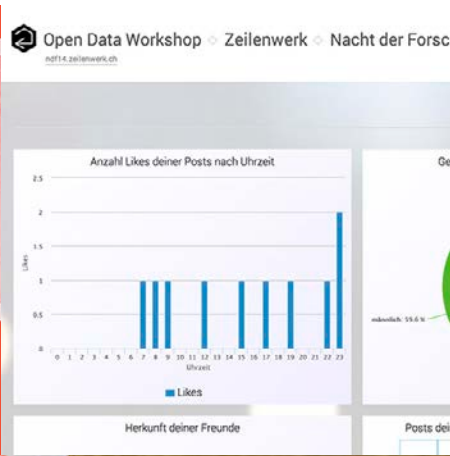 Open Data Workshop ⋄ Zeilenwerk ⋄ Nacht der Forsc
ndf14.zeilenwerk.ch
Anzahl Likes deiner Posts nach Uhrzeit
2.5
2
1.5
1
0.5
0
Likes
0 1 2 3 4 5 6 7 8 9 10 11 12 13 14 15 16 17 18 19 20 21 22 23
Uhrzeit
Likes
Ge
männlich: 59.6 %
Herkunft deiner Freunde
Posts dei